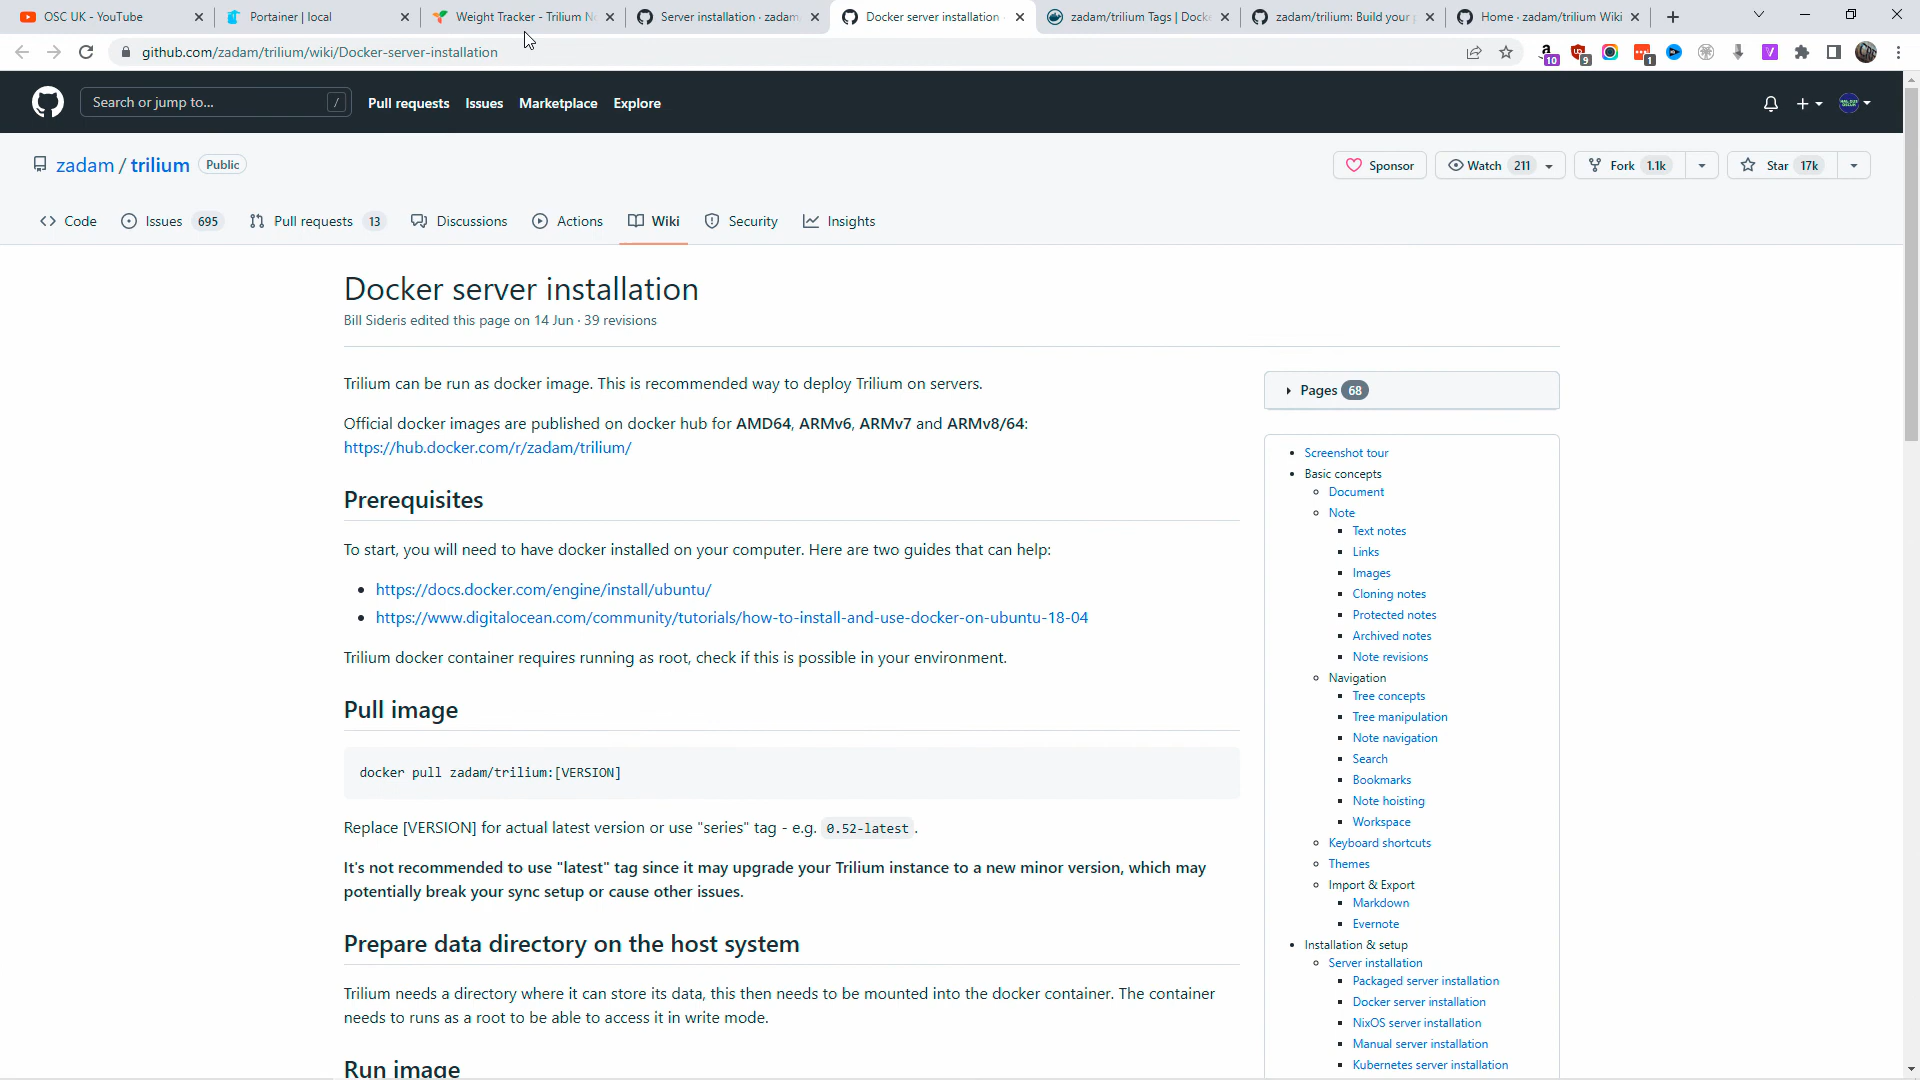 OSC UK - YouTube
Portainer | local
Weight Tracker - Trilium N
Server installation · zadam
Docker server installation
zadam/trilium Tags | Dock
zadam/trilium: Build your
Home · zadam/trilium Wiki
github.com/zadam/trilium/wiki/Docker-server-installation
10
9
1
Search or jump to...
/
Pull requests
Issues
Marketplace
Explore
zadam / trilium
Public
Sponsor
Watch 211
Fork 1.1k
Star 17k
Code
Issues 695
Pull requests 13
Discussions
Actions
Wiki
Security
Insights
Docker server installation
Bill Sideris edited this page on 14 Jun · 39 revisions
Trilium can be run as docker image. This is recommended way to deploy Trilium on servers.
Official docker images are published on docker hub for AMD64, ARMv6, ARMv7 and ARMv8/64:
https://hub.docker.com/r/zadam/trilium/
Prerequisites
To start, you will need to have docker installed on your computer. Here are two guides that can help:
https://docs.docker.com/engine/install/ubuntu/
https://www.digitalocean.com/community/tutorials/how-to-install-and-use-docker-on-ubuntu-18-04
Trilium docker container requires running as root, check if this is possible in your environment.
Pull image
docker pull zadam/trilium:[VERSION]
Replace [VERSION] for actual latest version or use "series" tag - e.g. 0.52-latest .
It's not recommended to use "latest" tag since it may upgrade your Trilium instance to a new minor version, which may
potentially break your sync setup or cause other issues.
Prepare data directory on the host system
Trilium needs a directory where it can store its data, this then needs to be mounted into the docker container. The container
needs to runs as a root to be able to access it in write mode.
Run image
Pages 68
Screenshot tour
Basic concepts
Document
Note
Text notes
Links
Images
Cloning notes
Protected notes
Archived notes
Note revisions
Navigation
Tree concepts
Tree manipulation
Note navigation
Search
Bookmarks
Note hoisting
Workspace
Keyboard shortcuts
Themes
Import & Export
Markdown
Evernote
Installation & setup
Server installation
Packaged server installation
Docker server installation
NixOS server installation
Manual server installation
Kubernetes server installation